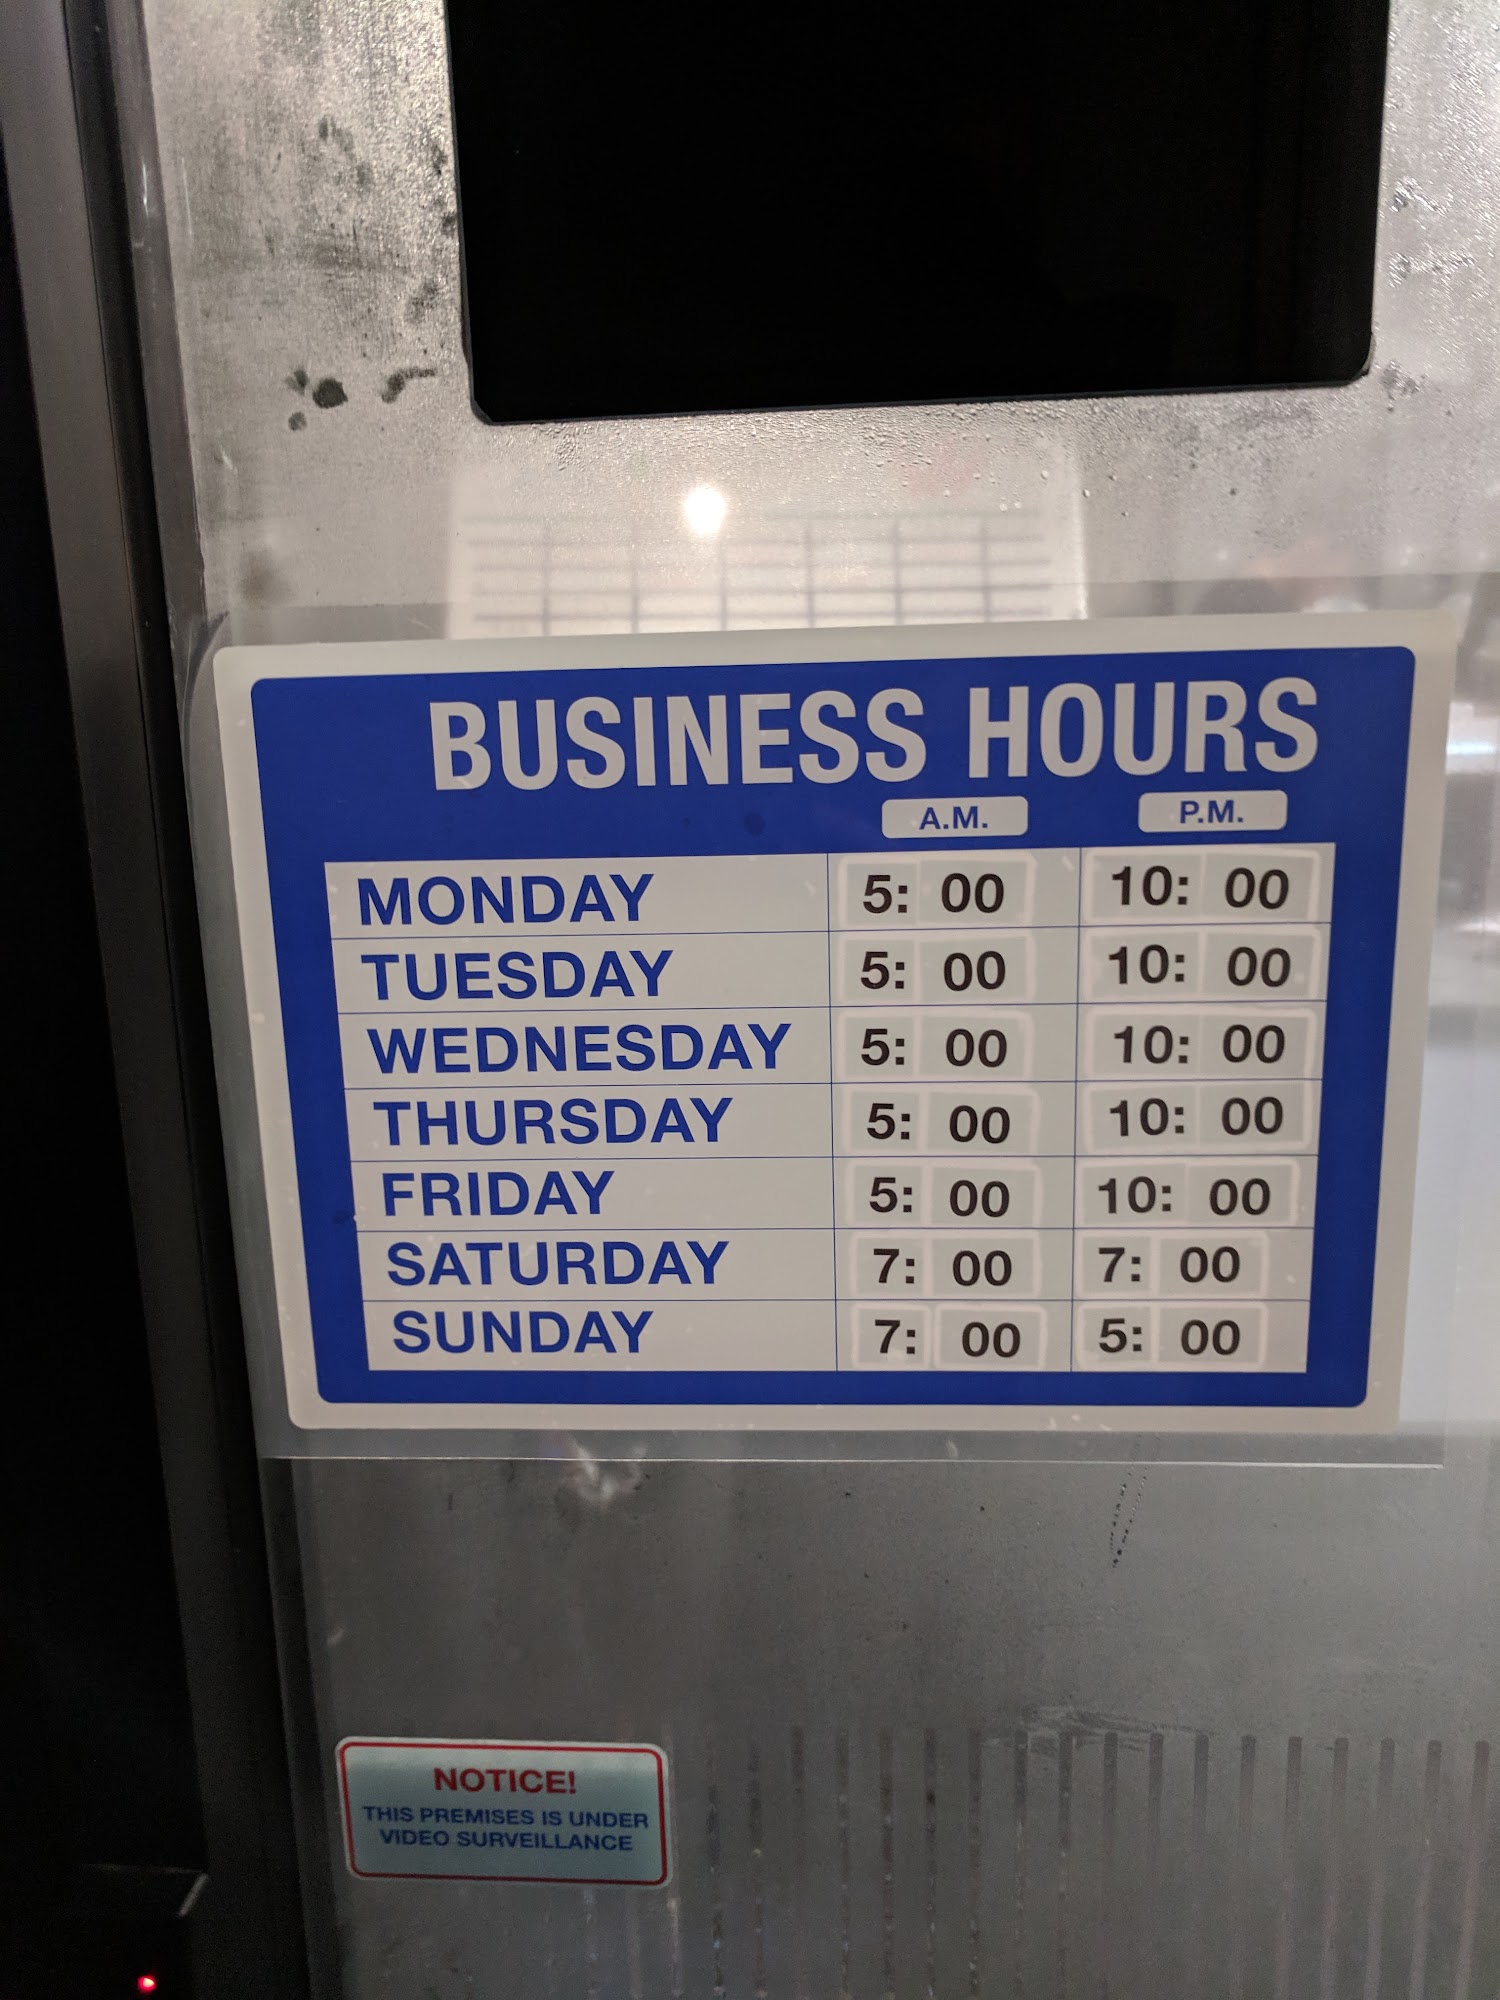 BUSINESS HOURS
A.M. P.M.
MONDAY 5: 00 10: 00
TUESDAY 5: 00 10: 00
WEDNESDAY 5: 00 10: 00
THURSDAY 5: 00 10: 00
FRIDAY 5: 00 10: 00
SATURDAY 7: 00 7: 00
SUNDAY 7: 00 5: 00
NOTICE!
THIS PREMISES IS UNDER
VIDEO SURVEILLANCE